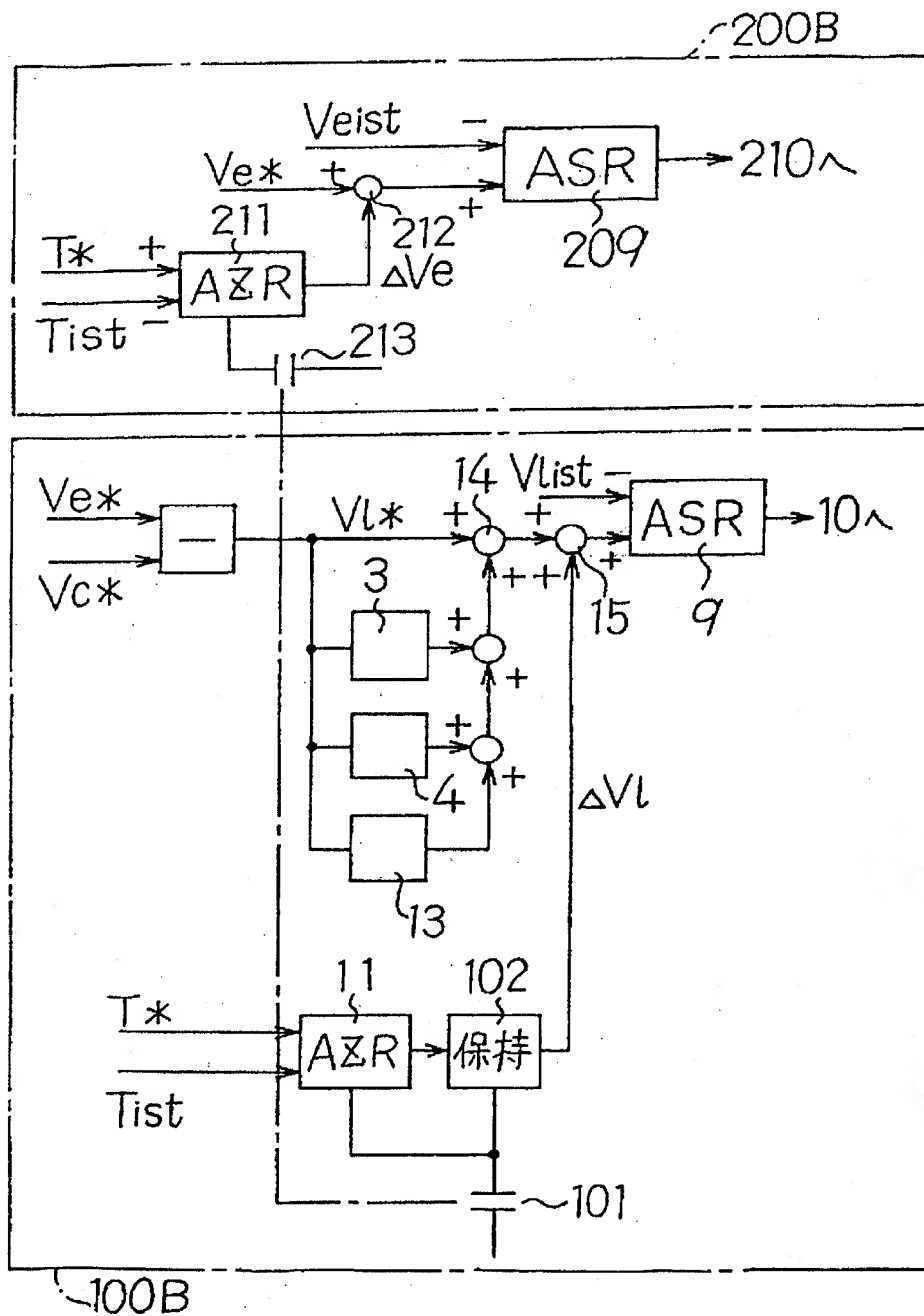 200B
Veist -
Ve* +
ASR
210へ
209
+
212
ΔVe
211
T* +
AZR
Tist -
213
Ve*
Vc*
-
Vl*
14
+
+
Vlist -
ASR
10へ
9
+
15
+ +
3
+
+
4
+
+
13
ΔVl
T*
Tist
11
AZR
102
保持
101
100B